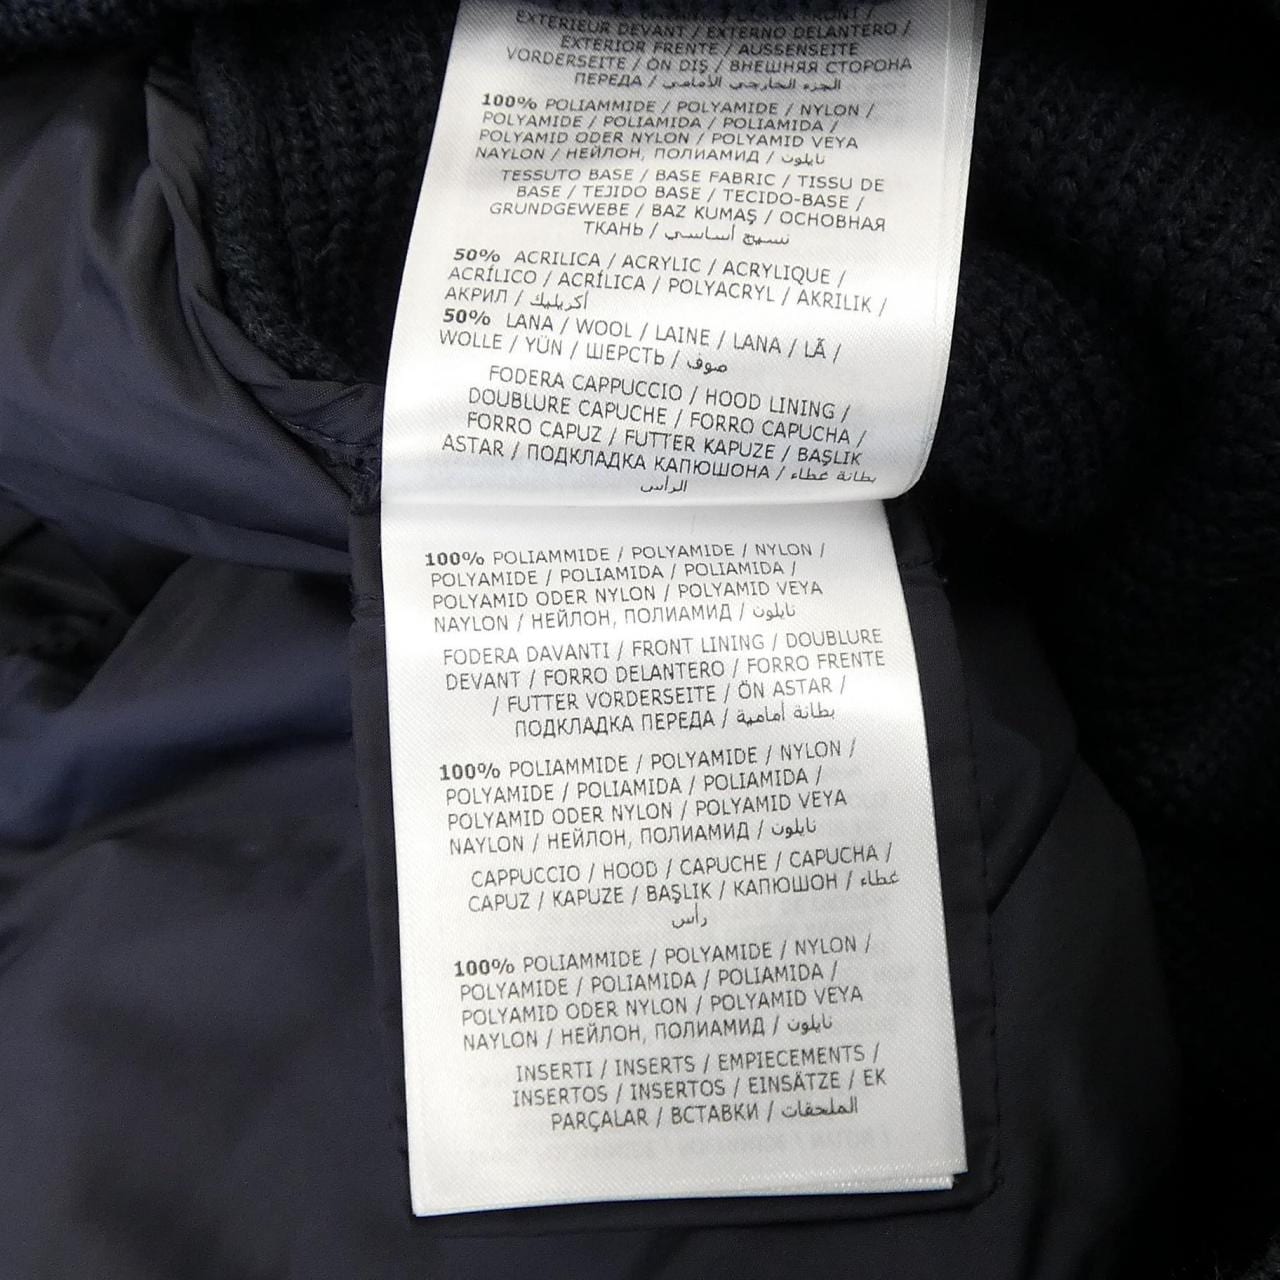 EXTERIEUR DEVANT / EXTERNO DELANTERO /
EXTERIOR FRENTE / AUSSENSEITE
VORDERSEITE / ÖN DIŞ / ВНЕШНЯЯ СТОРОНА
ПЕРЕДА / الجزء الخارجي الأمامي
100% POLIAMMIDE / POLYAMIDE / NYLON /
POLYAMIDE / POLIAMIDA / POLIAMIDA /
POLYAMID ODER NYLON / POLYAMID VEYA
NAYLON / НЕЙЛОН, ПОЛИАМИД / نايلون
TESSUTO BASE / BASE FABRIC / TISSU DE
BASE / TEJIDO BASE / TECIDO-BASE /
GRUNDGEWEBE / BAZ KUMAŞ / ОСНОВНАЯ
ТКАНЬ / نسيج أساسي
50% ACRILICA / ACRYLIC / ACRYLIQUE /
ACRÍLICO / ACRÍLICA / POLYACRYL / AKRILIK /
АКРИЛ / أكريليك
50% LANA / WOOL / LAINE / LANA / LÃ /
WOLLE / YÜN / ШЕРСТЬ / صوف
FODERA CAPPUCCIO / HOOD LINING /
DOUBLURE CAPUCHE / FORRO CAPUCHA /
FORRO CAPUZ / FUTTER KAPUZE / BAŞLIK
ASTAR / ПОДКЛАДКА КАПЮШОНА / بطانة غطاء
الرأس
100% POLIAMMIDE / POLYAMIDE / NYLON /
POLYAMIDE / POLIAMIDA / POLIAMIDA /
POLYAMID ODER NYLON / POLYAMID VEYA
NAYLON / НЕЙЛОН, ПОЛИАМИД / نايلون
FODERA DAVANTI / FRONT LINING / DOUBLURE
DEVANT / FORRO DELANTERO / FORRO FRENTE
/ FUTTER VORDERSEITE / ÖN ASTAR /
ПОДКЛАДКА ПЕРЕДА / بطانة أمامية
100% POLIAMMIDE / POLYAMIDE / NYLON /
POLYAMIDE / POLIAMIDA / POLIAMIDA /
POLYAMID ODER NYLON / POLYAMID VEYA
NAYLON / НЕЙЛОН, ПОЛИАМИД / نايلون
CAPPUCCIO / HOOD / CAPUCHE / CAPUCHA /
CAPUZ / KAPUZE / BAŞLIK / КАПЮШОН / غطاء
رأس
100% POLIAMMIDE / POLYAMIDE / NYLON /
POLYAMIDE / POLIAMIDA / POLIAMIDA /
POLYAMID ODER NYLON / POLYAMID VEYA
NAYLON / НЕЙЛОН, ПОЛИАМИД / نايلون
INSERTI / INSERTS / EMPIECEMENTS /
INSERTOS / INSERTOS / EINSÄTZE / EK
PARÇALAR / ВСТАВКИ / الملحقات